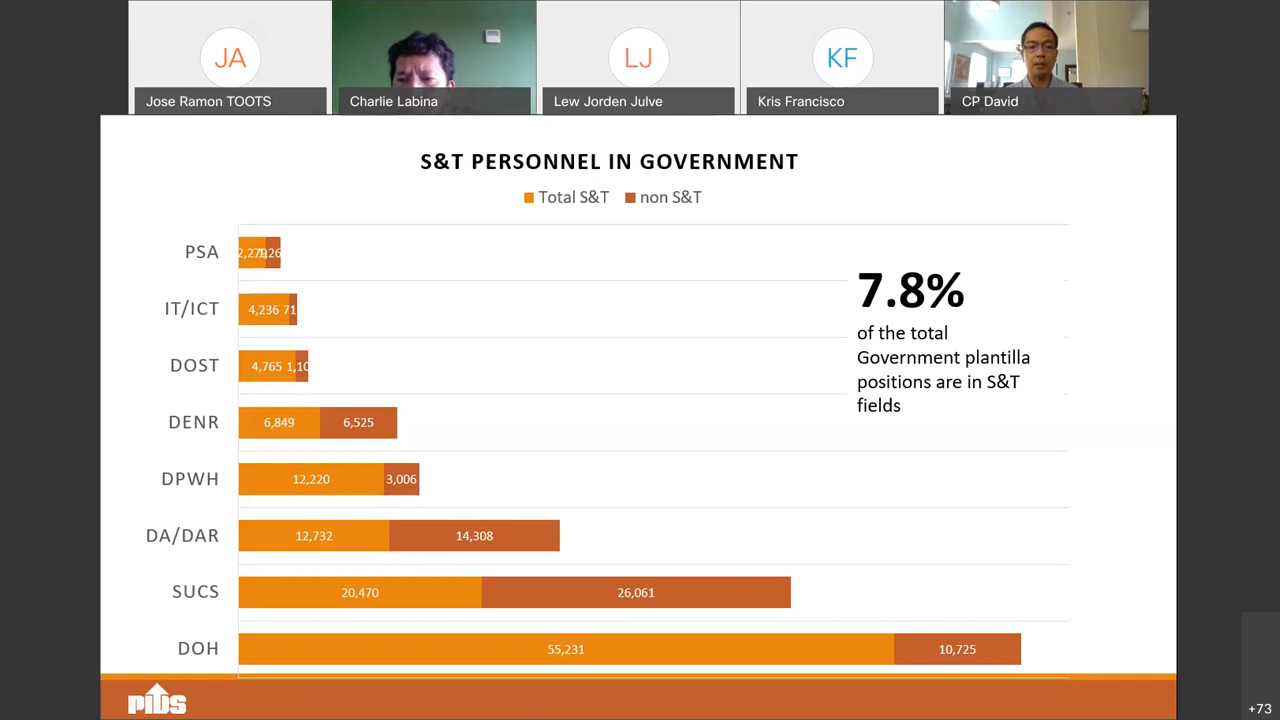 JA
LJ
KF
Jose Ramon TOOTS
Charlie Labina
Lew Jorden Julve
Kris Francisco
CP David
S&T PERSONNEL IN GOVERNMENT
Total S&T
non S&T
PSA
IT/ICT
4,236
71
DOST
4,765
1,10
DENR
6,849
6,525
DPWH
12,220
3,006
DA/DAR
12,732
14,308
SUCS
20,470
26,061
DOH
55,231
10,725
7.8%
of the total
Government plantilla
positions are in S&T
fields
PIDS
+73